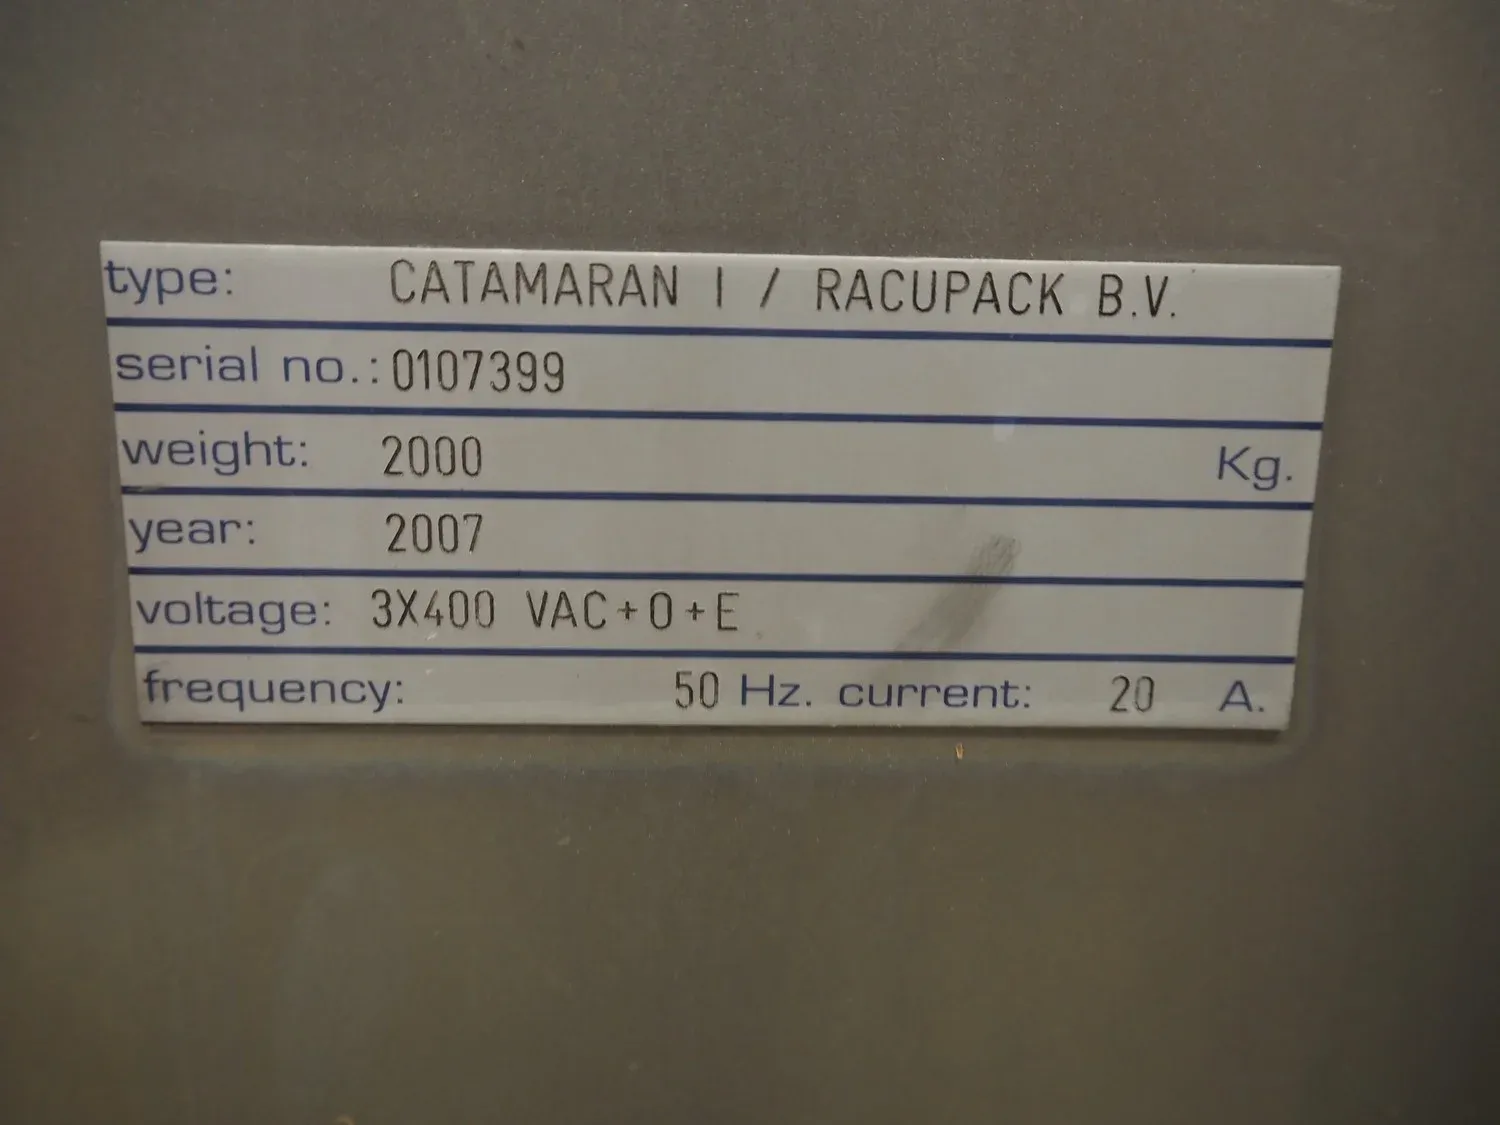 type: CATAMARAN I / RACUPACK B.V.
serial no.: 0107399
weight: 2000 Kg.
year: 2007
voltage: 3X400 VAC+0+E
frequency: 50 Hz. current: 20 A.